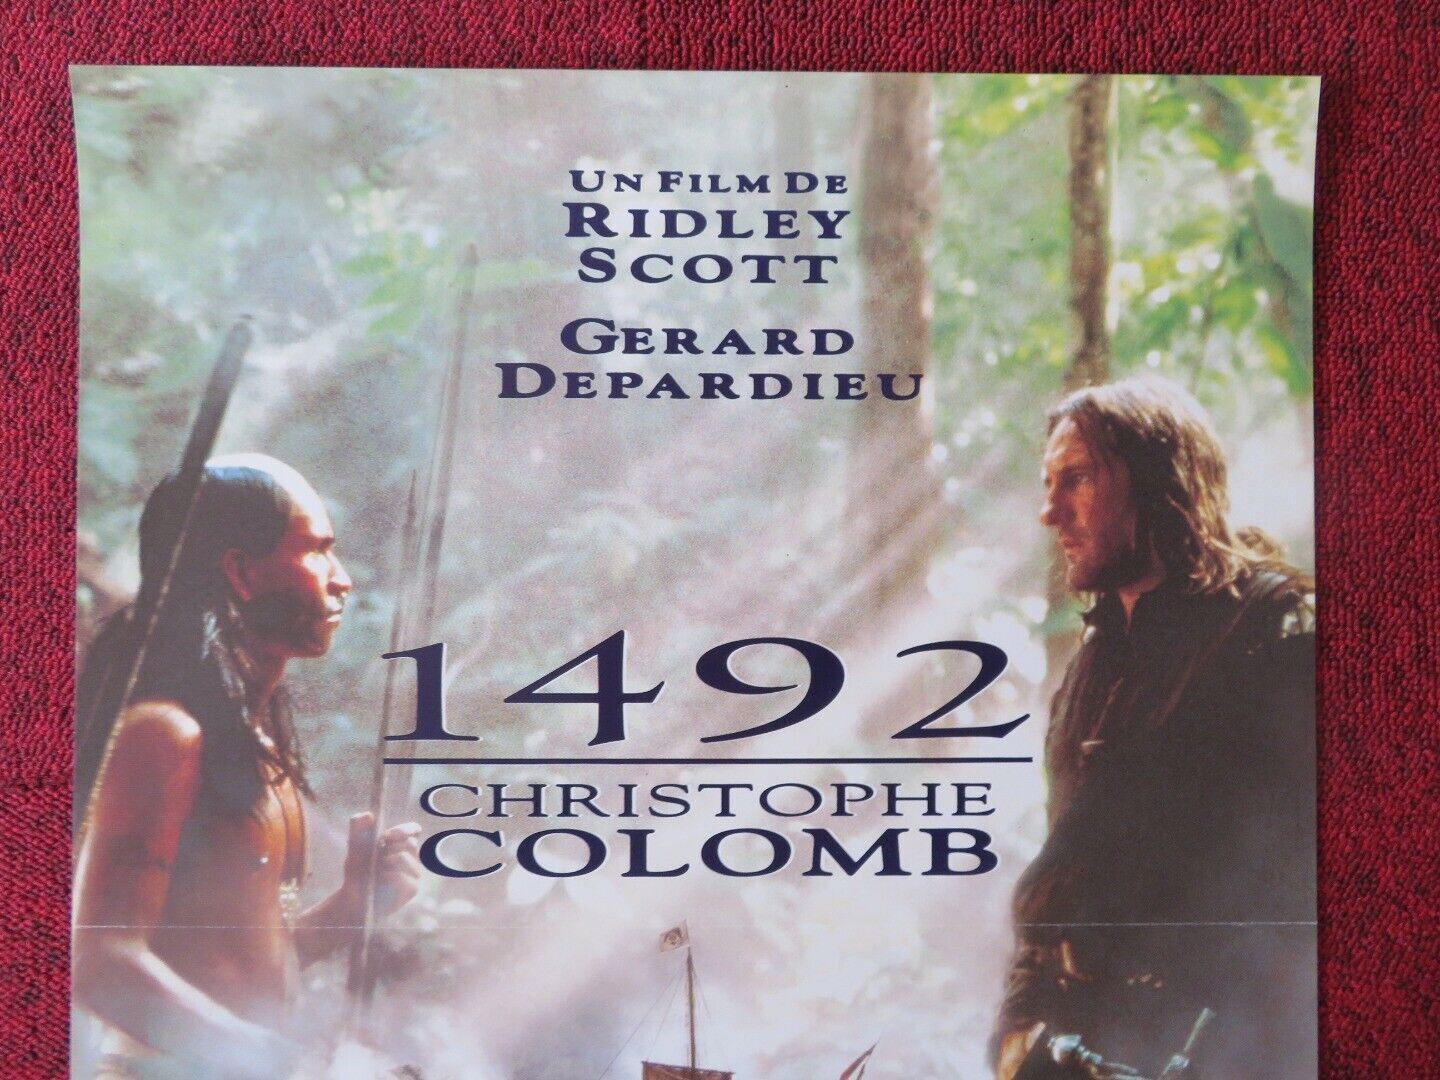 UN FILM DE
RIDLEY
SCOTT
GERARD
DEPARDIEU
1492
CHRISTOPHE
COLOMB